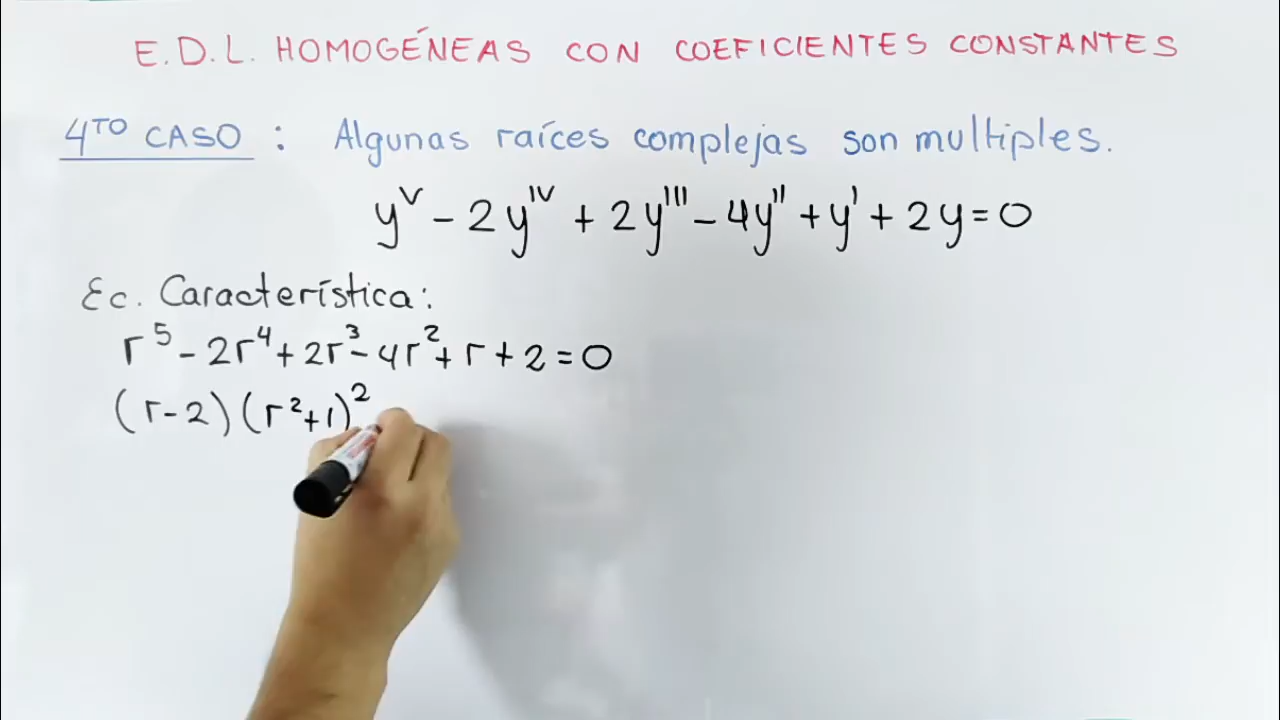 E.D.L. HOMOGÉNEAS CON COEFICIENTES CONSTANTES
4TO CASO : Algunas raíces complejas son multiples.
y^V - 2y^IV + 2y''' - 4y'' + y' + 2y = 0
Ec. Característica:
r^5 - 2r^4 + 2r^3 - 4r^2 + r + 2 = 0
(r-2)(r²+1)²